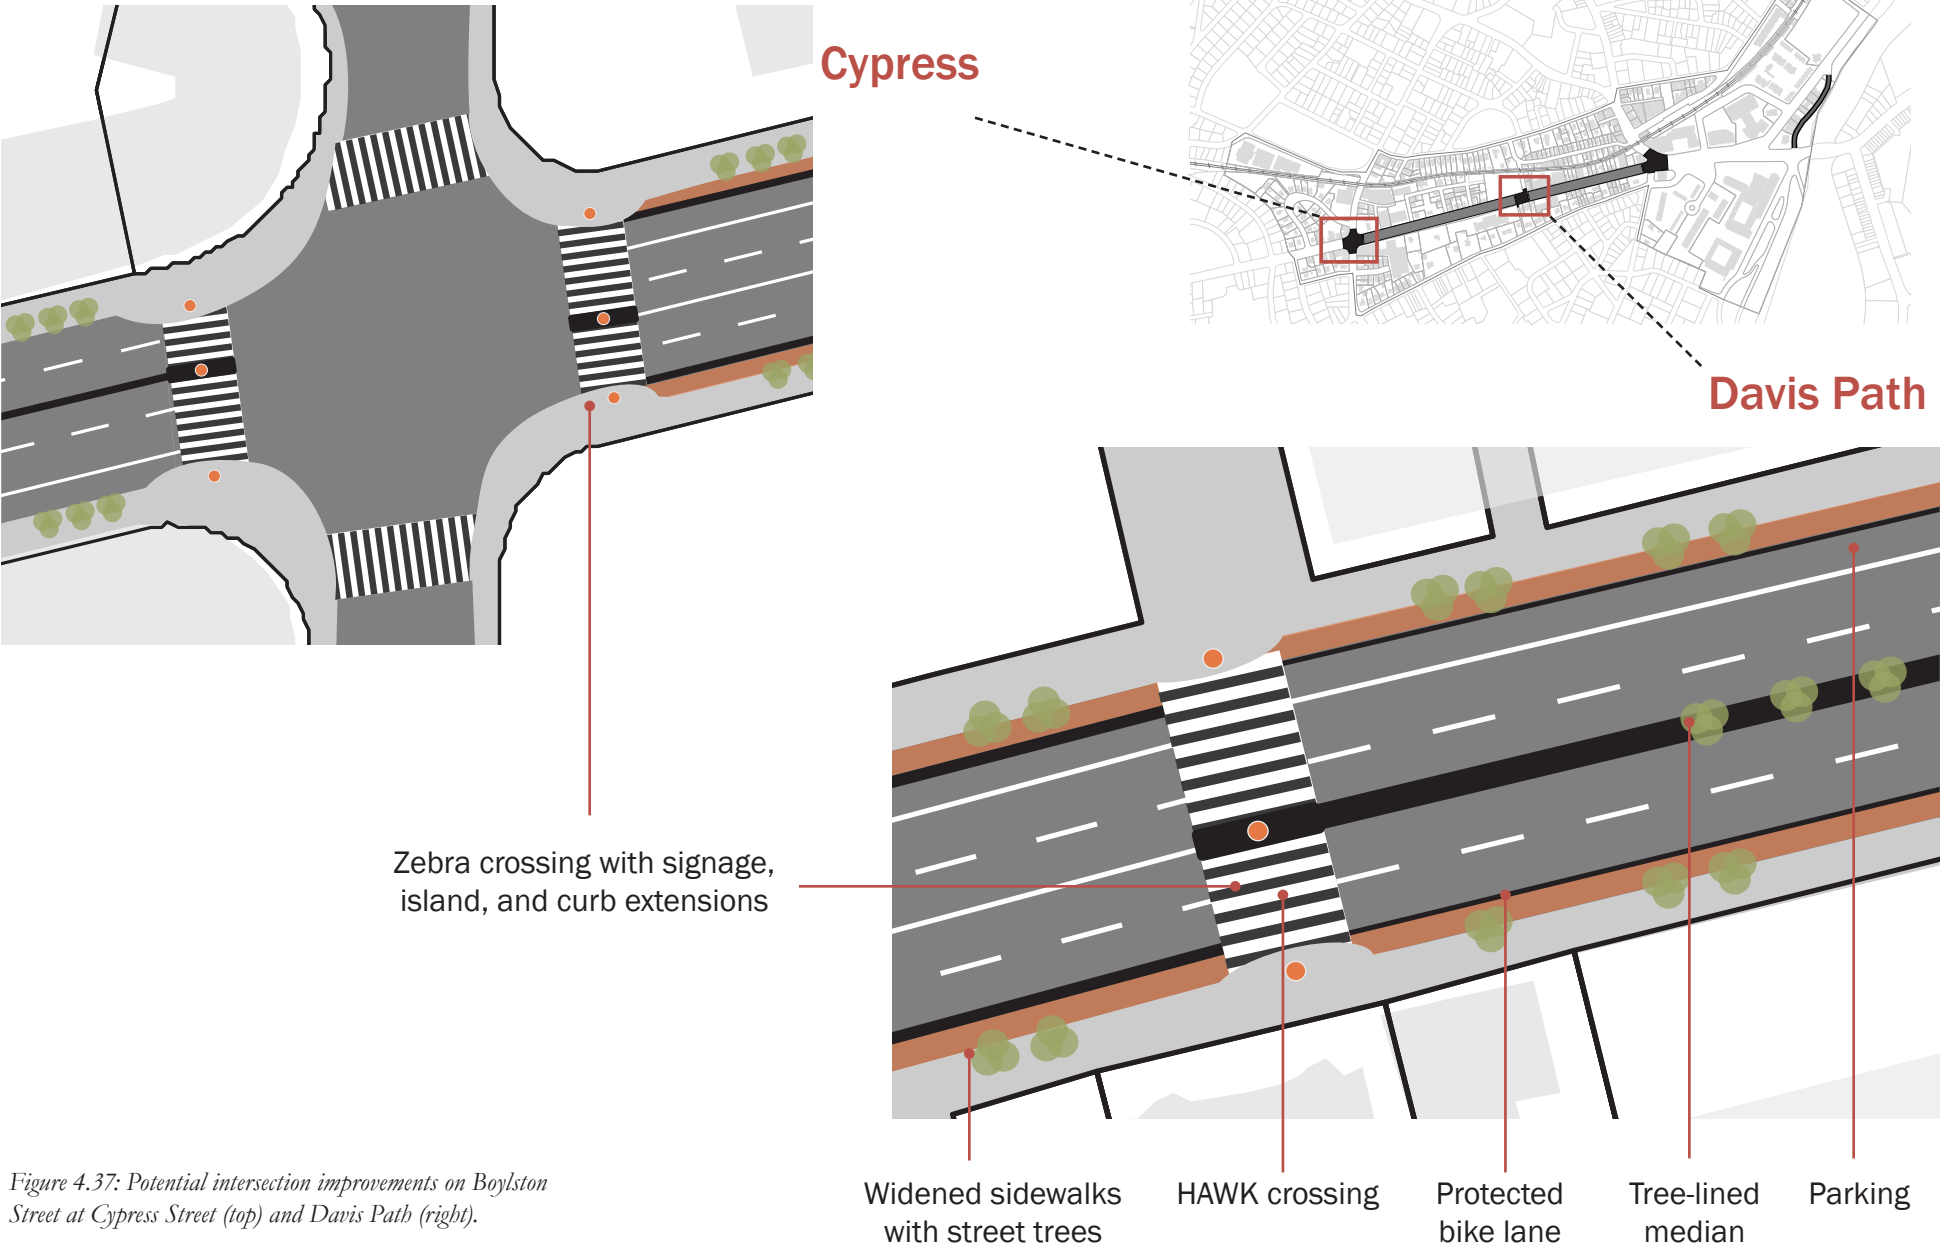 Cypress
Davis Path
Zebra crossing with signage,
island, and curb extensions
Widened sidewalks
with street trees
HAWK crossing
Protected
bike lane
Tree-lined
median
Parking
Figure 4.37: Potential intersection improvements on Boylston
Street at Cypress Street (top) and Davis Path (right).